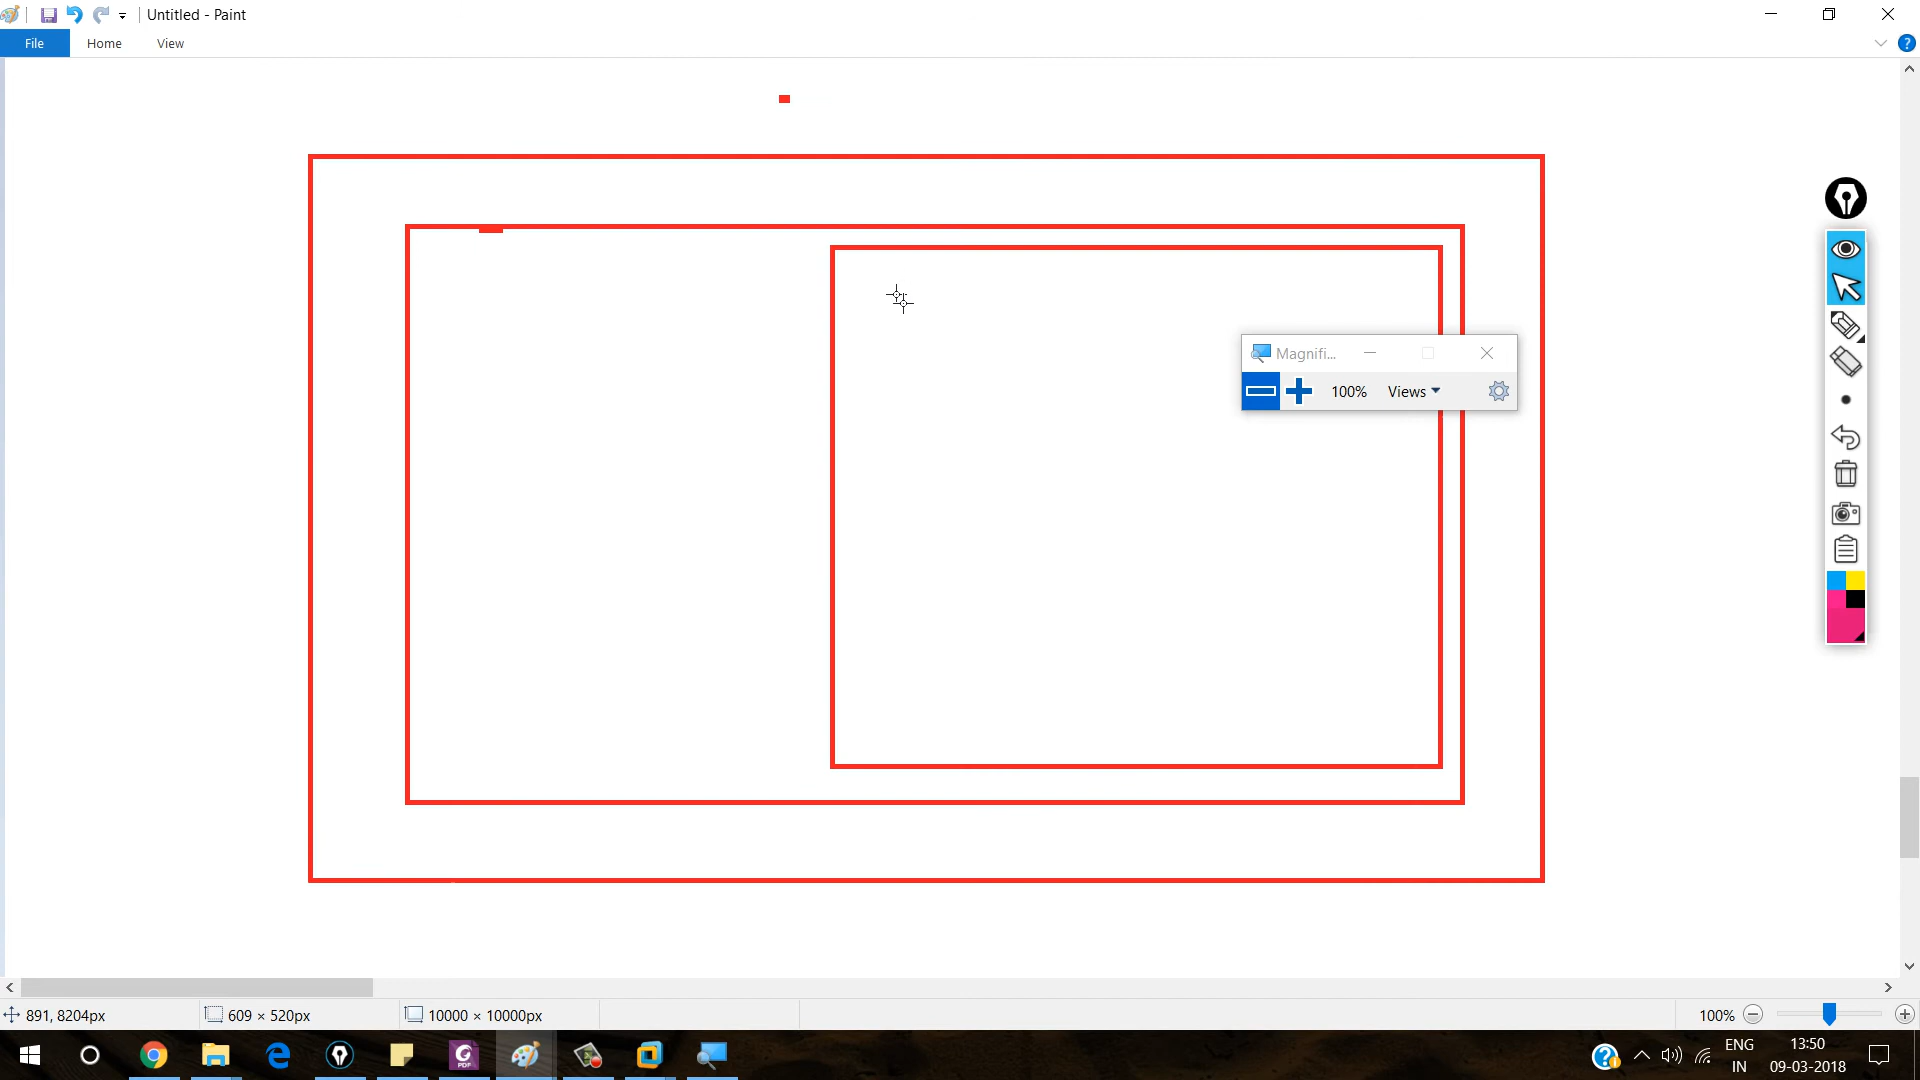 Untitled - Paint
File Home View
Magnifi...
100% Views
891, 8204px 609 × 520px 10000 × 10000px 100%
PDF
ENG 13:50
IN 09-03-2018